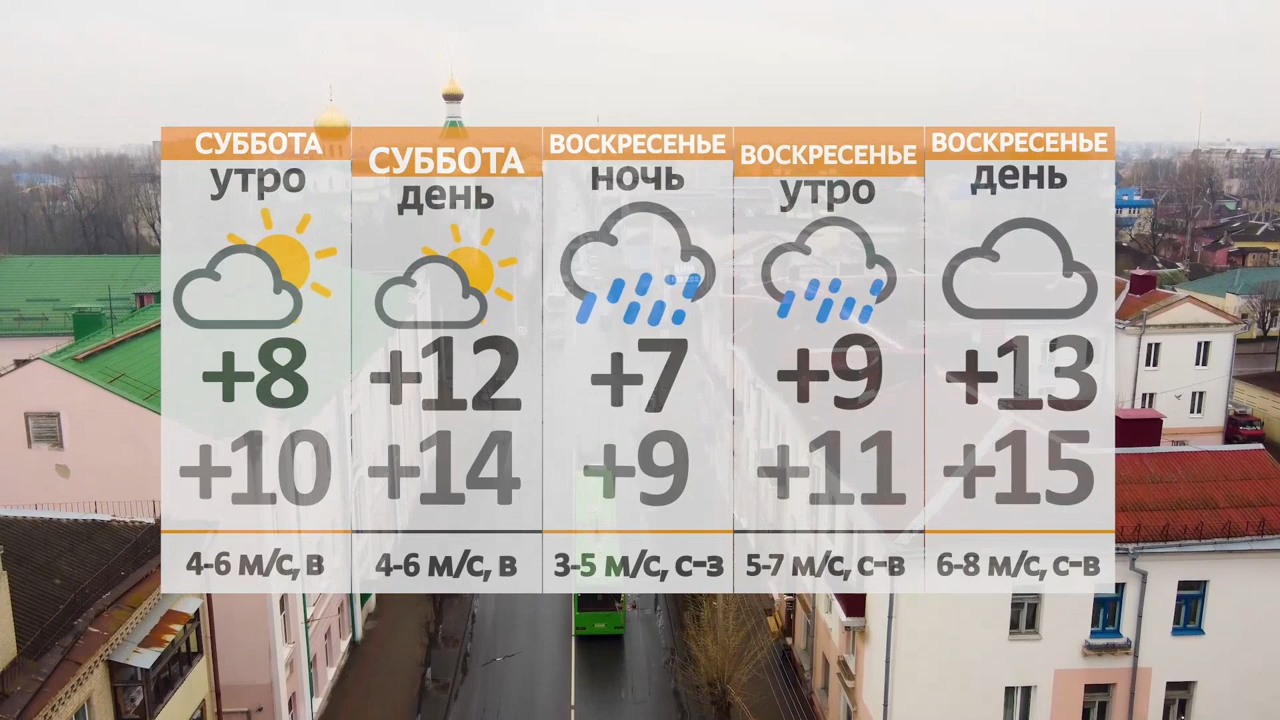 СУББОТА
утро
+8
+10
4-6 м/с, в
СУББОТА
день
+12
+14
4-6 м/с, в
ВОСКРЕСЕНЬЕ
ночь
+7
+9
3-5 м/с, с-з
ВОСКРЕСЕНЬЕ
утро
+9
+11
5-7 м/с, с-в
ВОСКРЕСЕНЬЕ
день
+13
+15
6-8 м/с, с-в